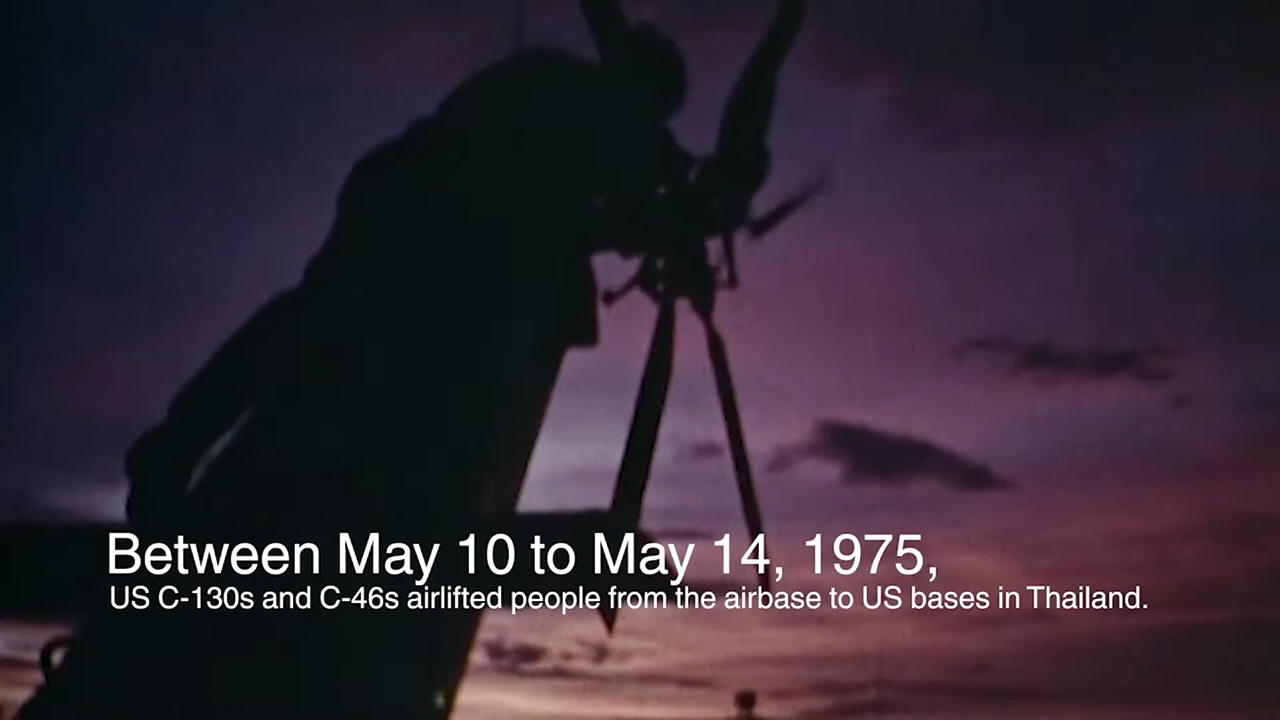 Between May 10 to May 14, 1975,
US C-130s and C-46s airlifted people from the airbase to US bases in Thailand.